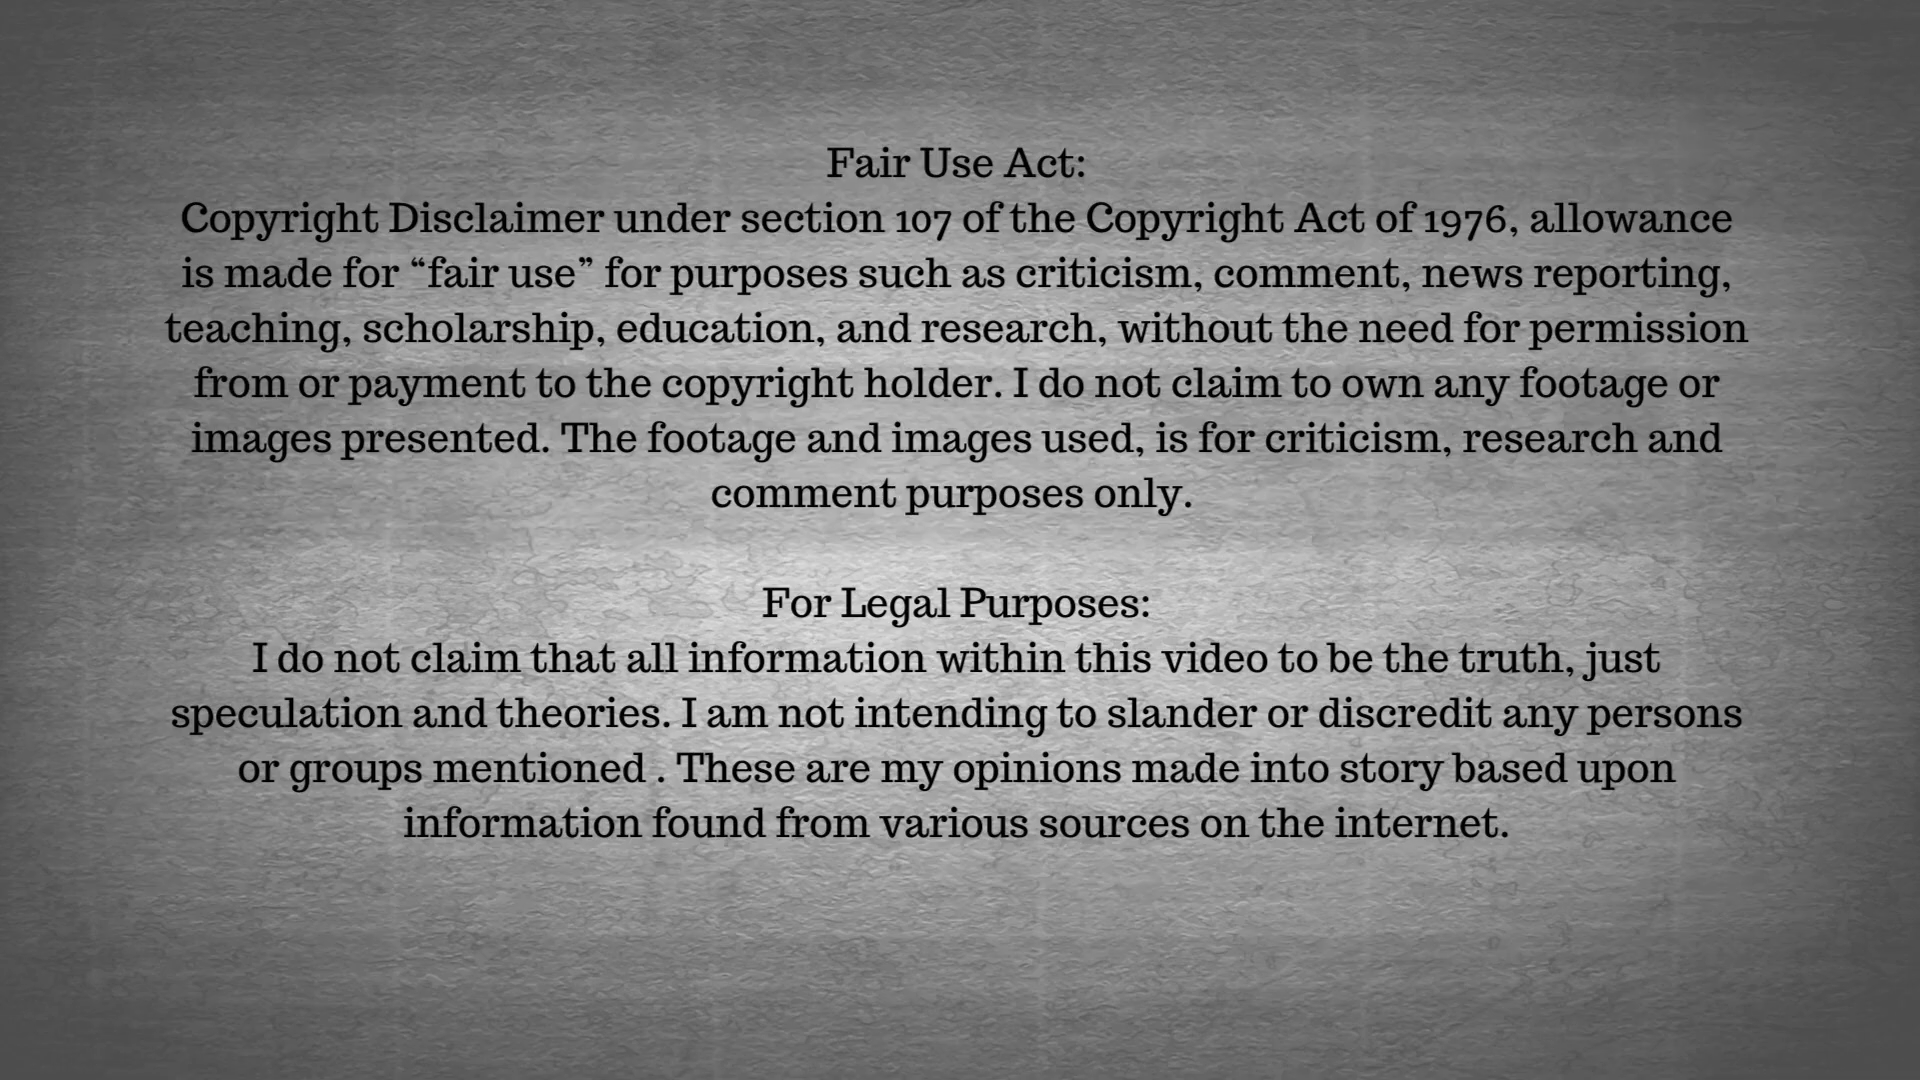 Fair Use Act:
Copyright Disclaimer under section 107 of the Copyright Act of 1976, allowance
is made for “fair use” for purposes such as criticism, comment, news reporting,
teaching, scholarship, education, and research, without the need for permission
from or payment to the copyright holder. I do not claim to own any footage or
images presented. The footage and images used, is for criticism, research and
comment purposes only.
For Legal Purposes:
I do not claim that all information within this video to be the truth, just
speculation and theories. I am not intending to slander or discredit any persons
or groups mentioned . These are my opinions made into story based upon
information found from various sources on the internet.